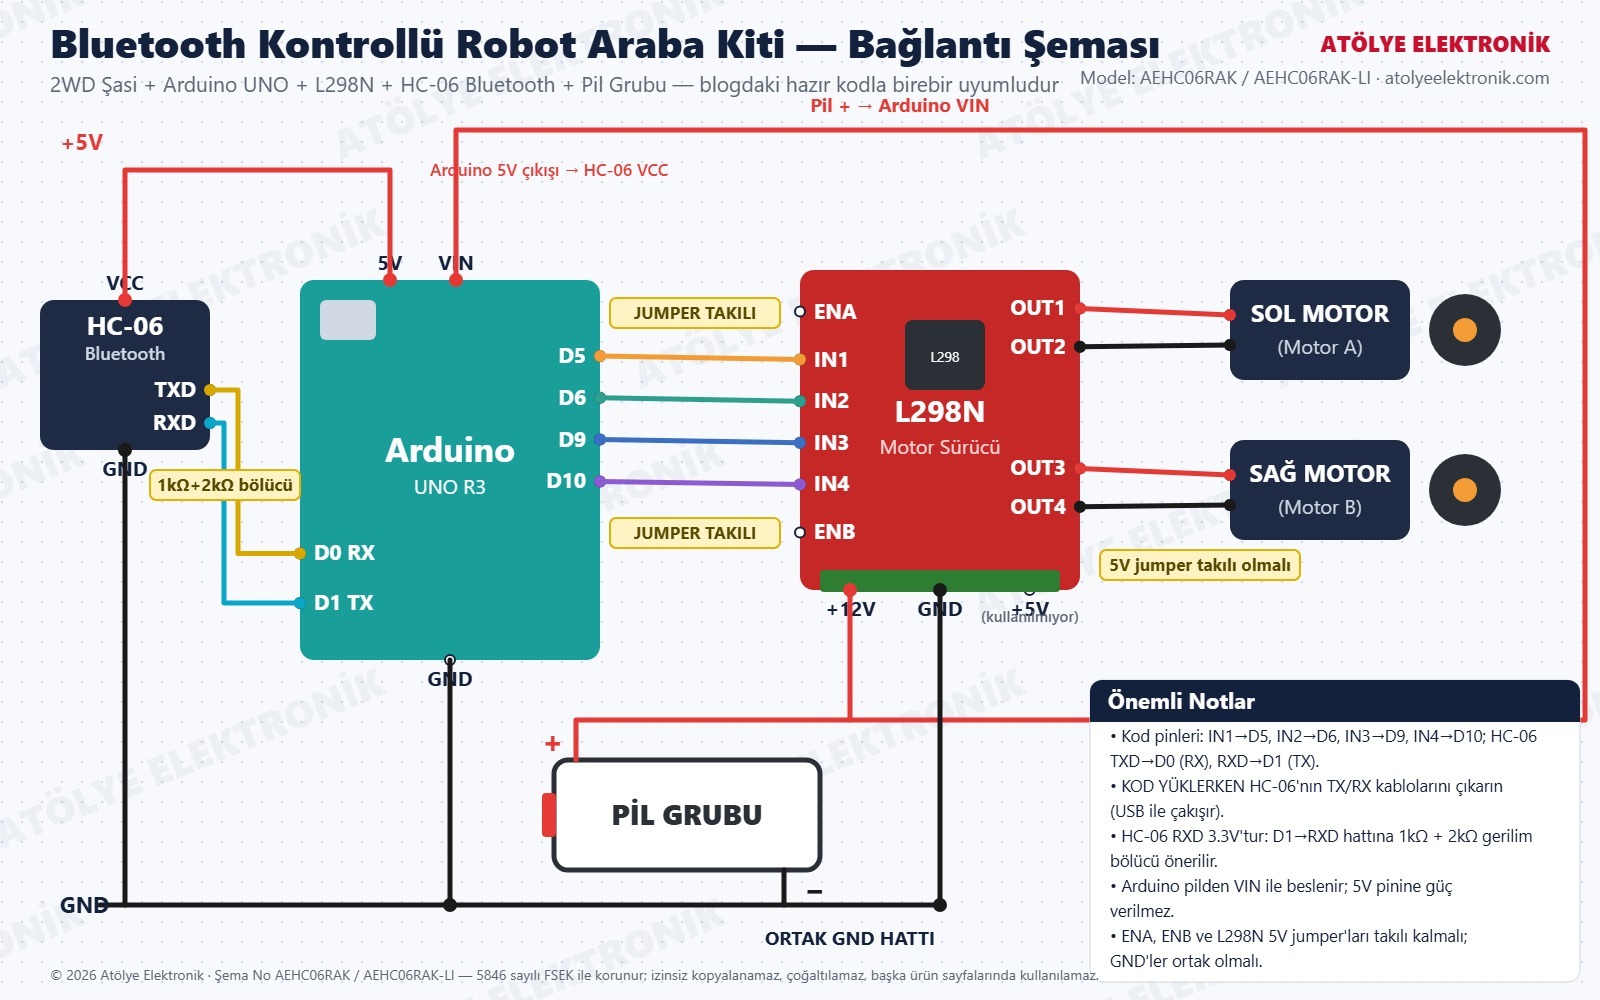 Bluetooth Kontrollü Robot Araba Kiti — Bağlantı Şeması
ATÖLYE ELEKTRONİK
2WD Şasi + Arduino UNO + L298N + HC-06 Bluetooth + Pil Grubu — blogdaki hazır kodla birebir uyumludur
Model: AEHC06RAK / AEHC06RAK-LI · atolyeelektronik.com
Pil + → Arduino VIN
+5V
Arduino 5V çıkışı → HC-06 VCC
5V
VIN
VCC
HC-06
Bluetooth
TXD
RXD
GND
1kΩ+2kΩ bölücü
Arduino
UNO R3
D5
D6
D9
D10
D0 RX
D1 TX
GND
JUMPER TAKILI
JUMPER TAKILI
ENA
IN1
IN2
IN3
IN4
ENB
L298
L298N
Motor Sürücü
OUT1
OUT2
OUT3
OUT4
+12V
GND
+5V
(kullanılmıyor)
SOL MOTOR
(Motor A)
SAĞ MOTOR
(Motor B)
5V jumper takılı olmalı
+
PİL GRUBU
−
GND
ORTAK GND HATTI
Önemli Notlar
• Kod pinleri: IN1→D5, IN2→D6, IN3→D9, IN4→D10; HC-06
TXD→D0 (RX), RXD→D1 (TX).
• KOD YÜKLERKEN HC-06'nın TX/RX kablolarını çıkarın
(USB ile çakışır).
• HC-06 RXD 3.3V'tur: D1→RXD hattına 1kΩ + 2kΩ gerilim
bölücü önerilir.
• Arduino pilden VIN ile beslenir; 5V pinine güç
verilmez.
• ENA, ENB ve L298N 5V jumper'ları takılı kalmalı;
GND'ler ortak olmalı.
© 2026 Atölye Elektronik · Şema No AEHC06RAK / AEHC06RAK-LI — 5846 sayılı FSEK ile korunur; izinsiz kopyalanamaz, çoğaltılamaz, başka ürün sayfalarında kullanılamaz.